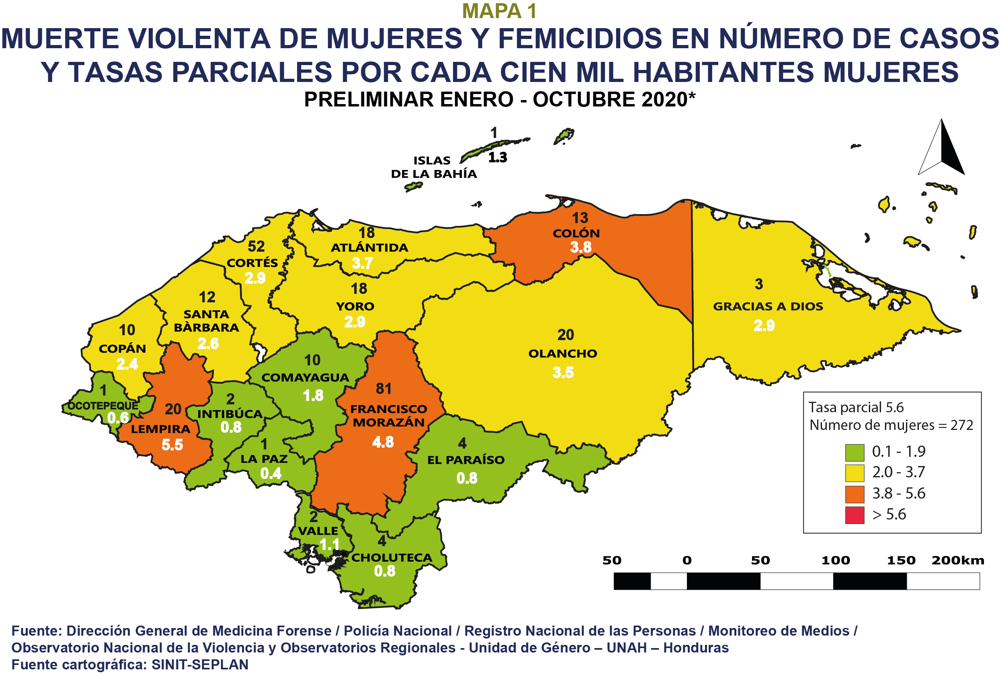 MAPA 1
MUERTE VIOLENTA DE MUJERES Y FEMICIDIOS EN NÚMERO DE CASOS
Y TASAS PARCIALES POR CADA CIEN MIL HABITANTES MUJERES
PRELIMINAR ENERO - OCTUBRE 2020*
1
1.3
ISLAS
DE LA BAHÍA
13
COLÓN
3.8
18
ATLÁNTIDA
3.7
52
CORTÉS
2.9
3
GRACIAS A DIOS
2.9
18
YORO
2.9
12
SANTA
BÀRBARA
2.6
10
COPÁN
2.4
20
OLANCHO
3.5
10
COMAYAGUA
1.8
81
FRANCISCO
MORAZÁN
4.8
1
OCOTEPEQUE
0.6
20
LEMPIRA
5.5
2
INTIBÚCA
0.8
1
LA PAZ
0.4
4
EL PARAÍSO
0.8
2
VALLE
1.1
4
CHOLUTECA
0.8
Tasa parcial 5.6
Número de mujeres = 272
0.1 - 1.9
2.0 - 3.7
3.8 - 5.6
> 5.6
50 0 50 100 150 200km
Fuente: Dirección General de Medicina Forense / Policía Nacional / Registro Nacional de las Personas / Monitoreo de Medios /
Observatorio Nacional de la Violencia y Observatorios Regionales - Unidad de Género – UNAH – Honduras
Fuente cartográfica: SINIT-SEPLAN